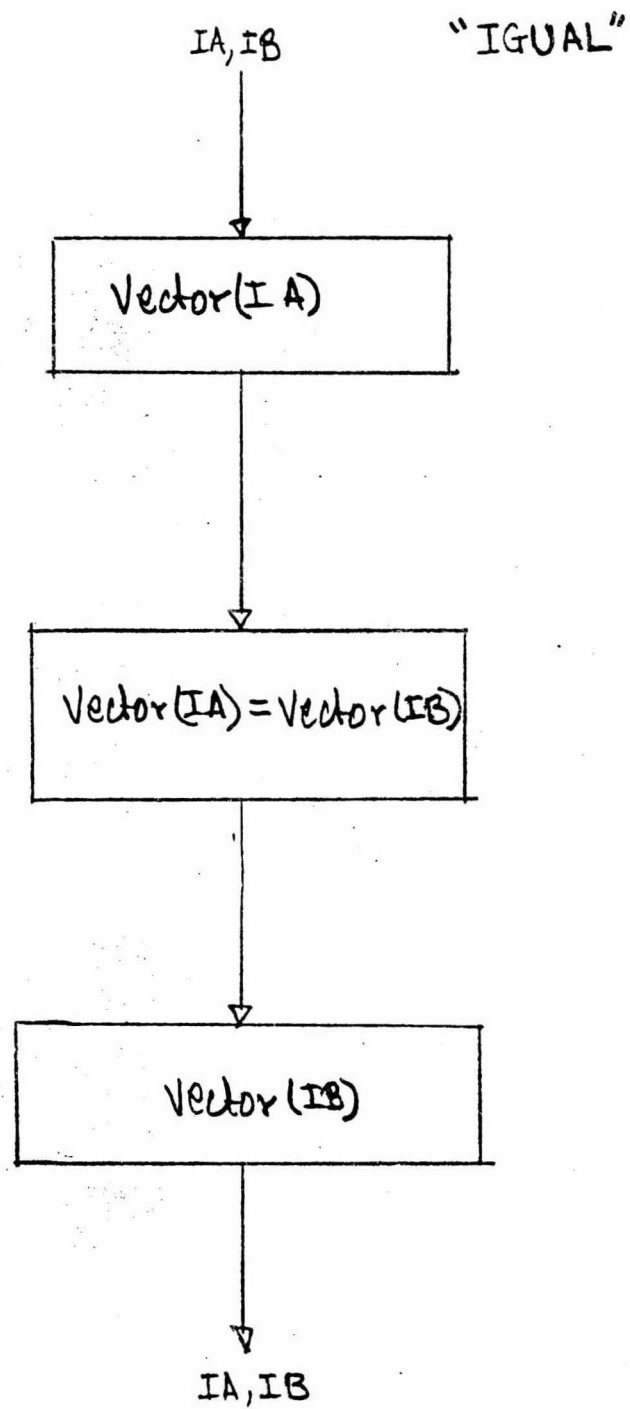 IA, IB
"IGUAL"
Vector(IA)
Vector(IA) = Vector(IB)
Vector(IB)
IA, IB